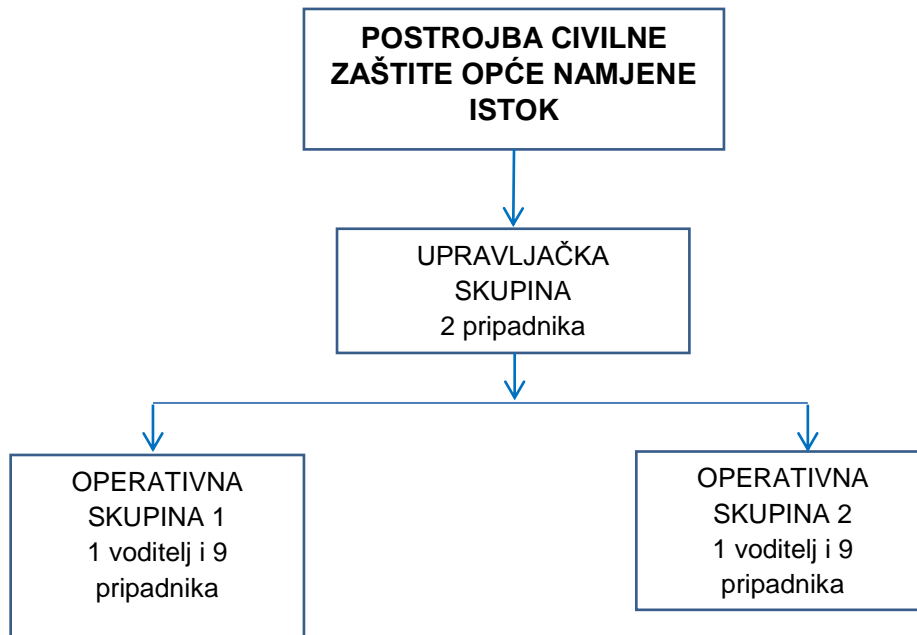 POSTROJBA CIVILNE
ZAŠTITE OPĆE NAMJENE
ISTOK
UPRAVLJAČKA
SKUPINA
2 pripadnika
OPERATIVNA
SKUPINA 1
1 voditelj i 9
pripadnika
OPERATIVNA
SKUPINA 2
1 voditelj i 9
pripadnika